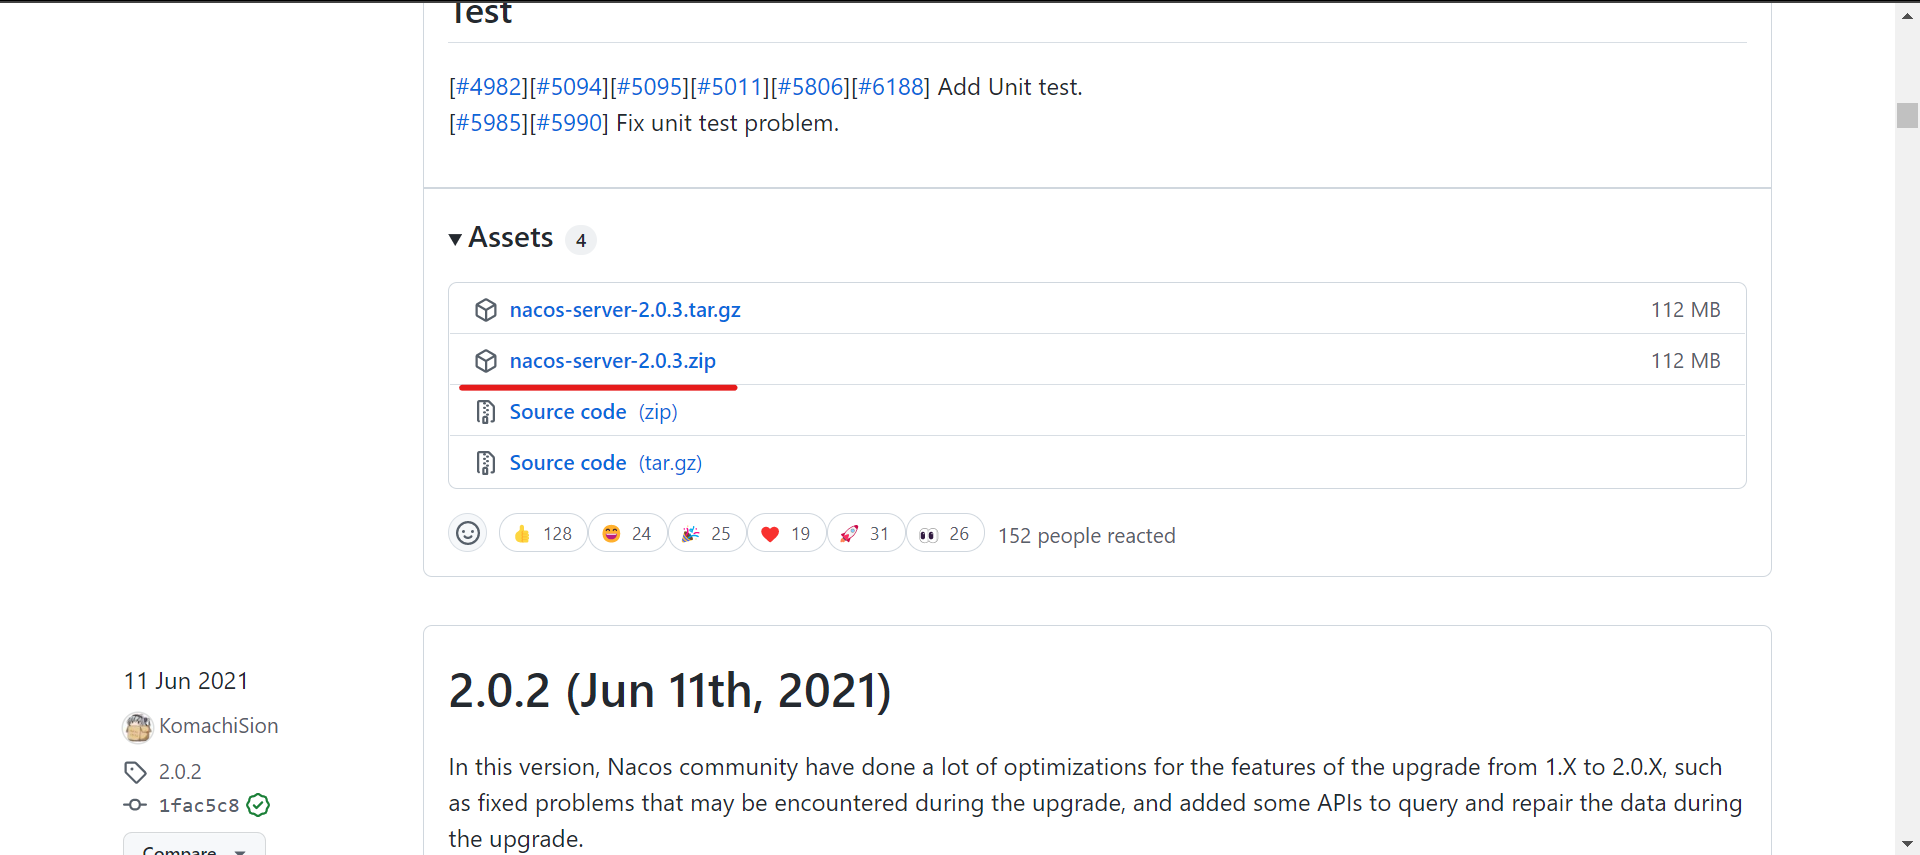 Test
[#4982][#5094][#5095][#5011][#5806][#6188] Add Unit test.
[#5985][#5990] Fix unit test problem.
Assets 4
nacos-server-2.0.3.tar.gz 112 MB
nacos-server-2.0.3.zip 112 MB
Source code (zip)
Source code (tar.gz)
128 24 25 19 31 26 152 people reacted
11 Jun 2021
KomachiSion
2.0.2
1fac5c8
Compare
2.0.2 (Jun 11th, 2021)
In this version, Nacos community have done a lot of optimizations for the features of the upgrade from 1.X to 2.0.X, such
as fixed problems that may be encountered during the upgrade, and added some APIs to query and repair the data during
the upgrade.